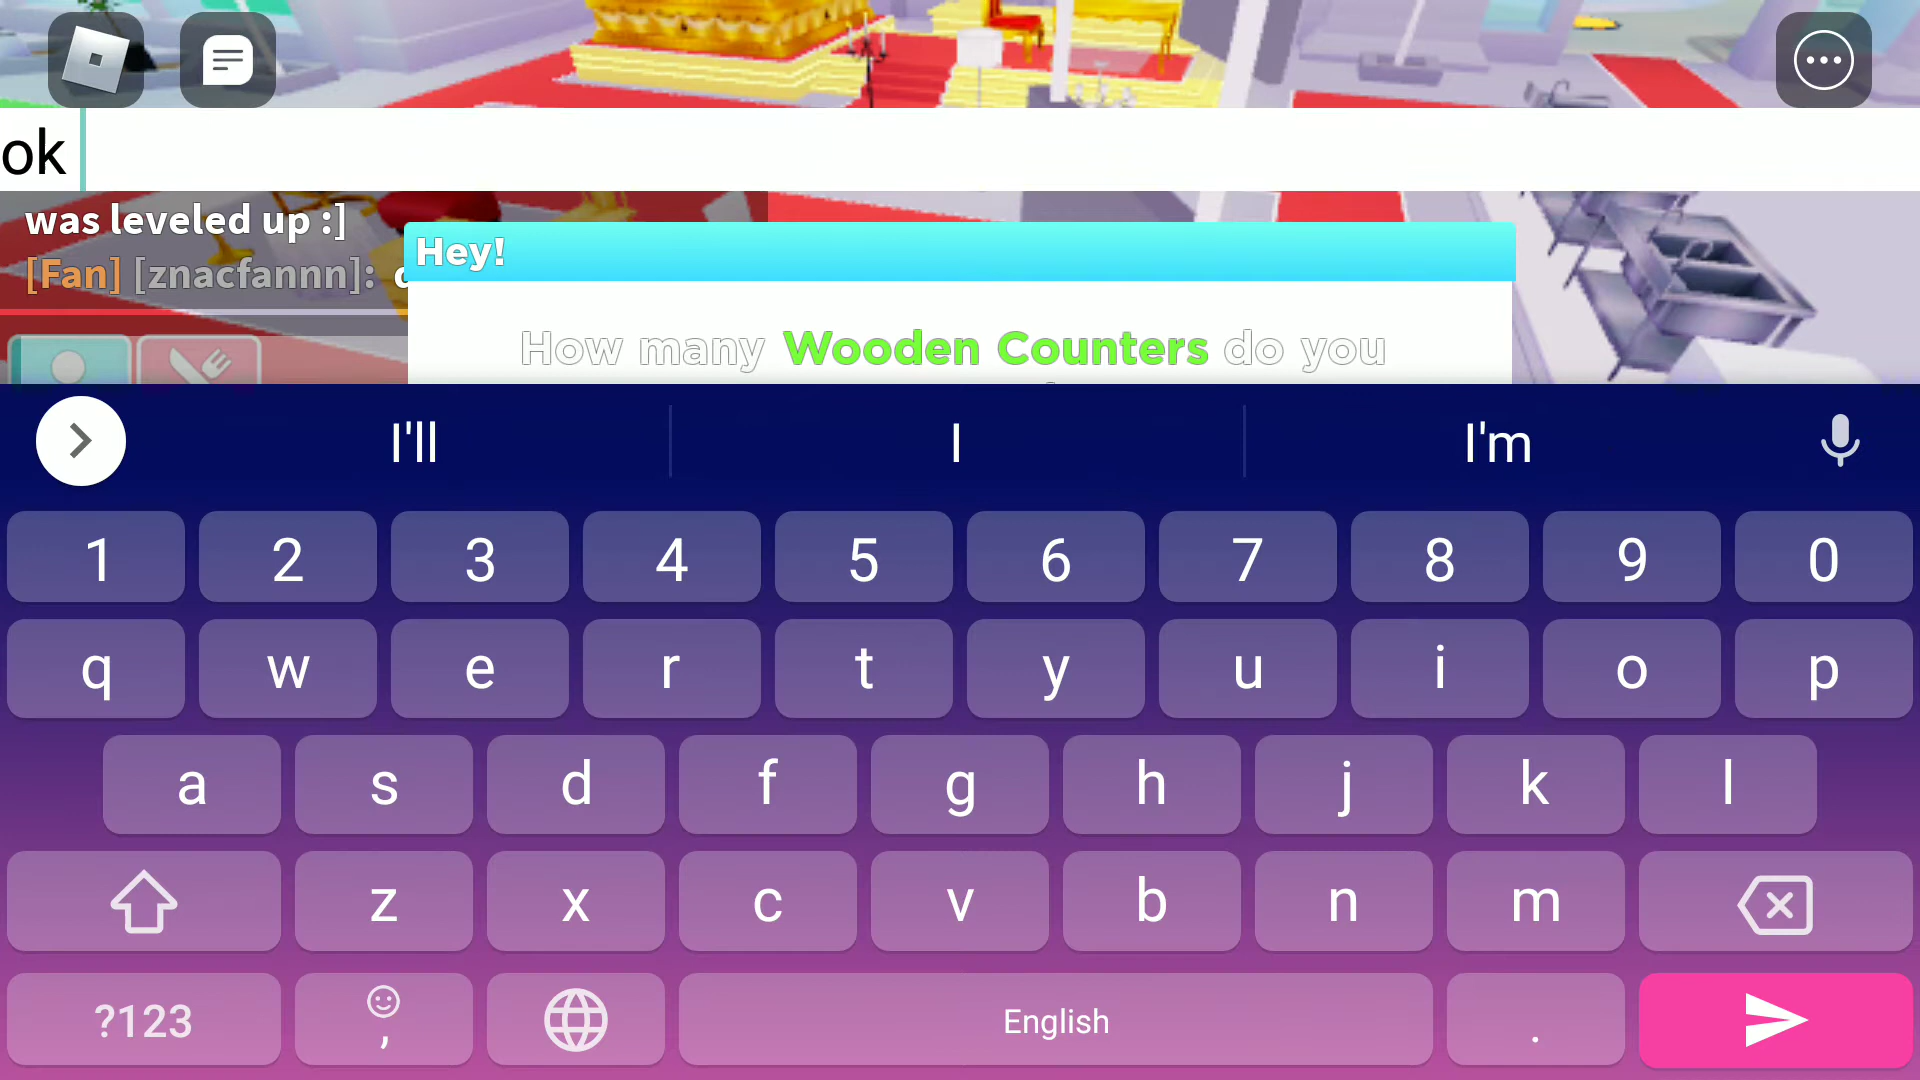 ok
was leveled up :]
[Fan] [znacfannn]:
Hey!
How many Wooden Counters do you
I'll I I'm
1 2 3 4 5 6 7 8 9 0
q w e r t y u i o p
a s d f g h j k l
z x c v b n m
?123 , English .